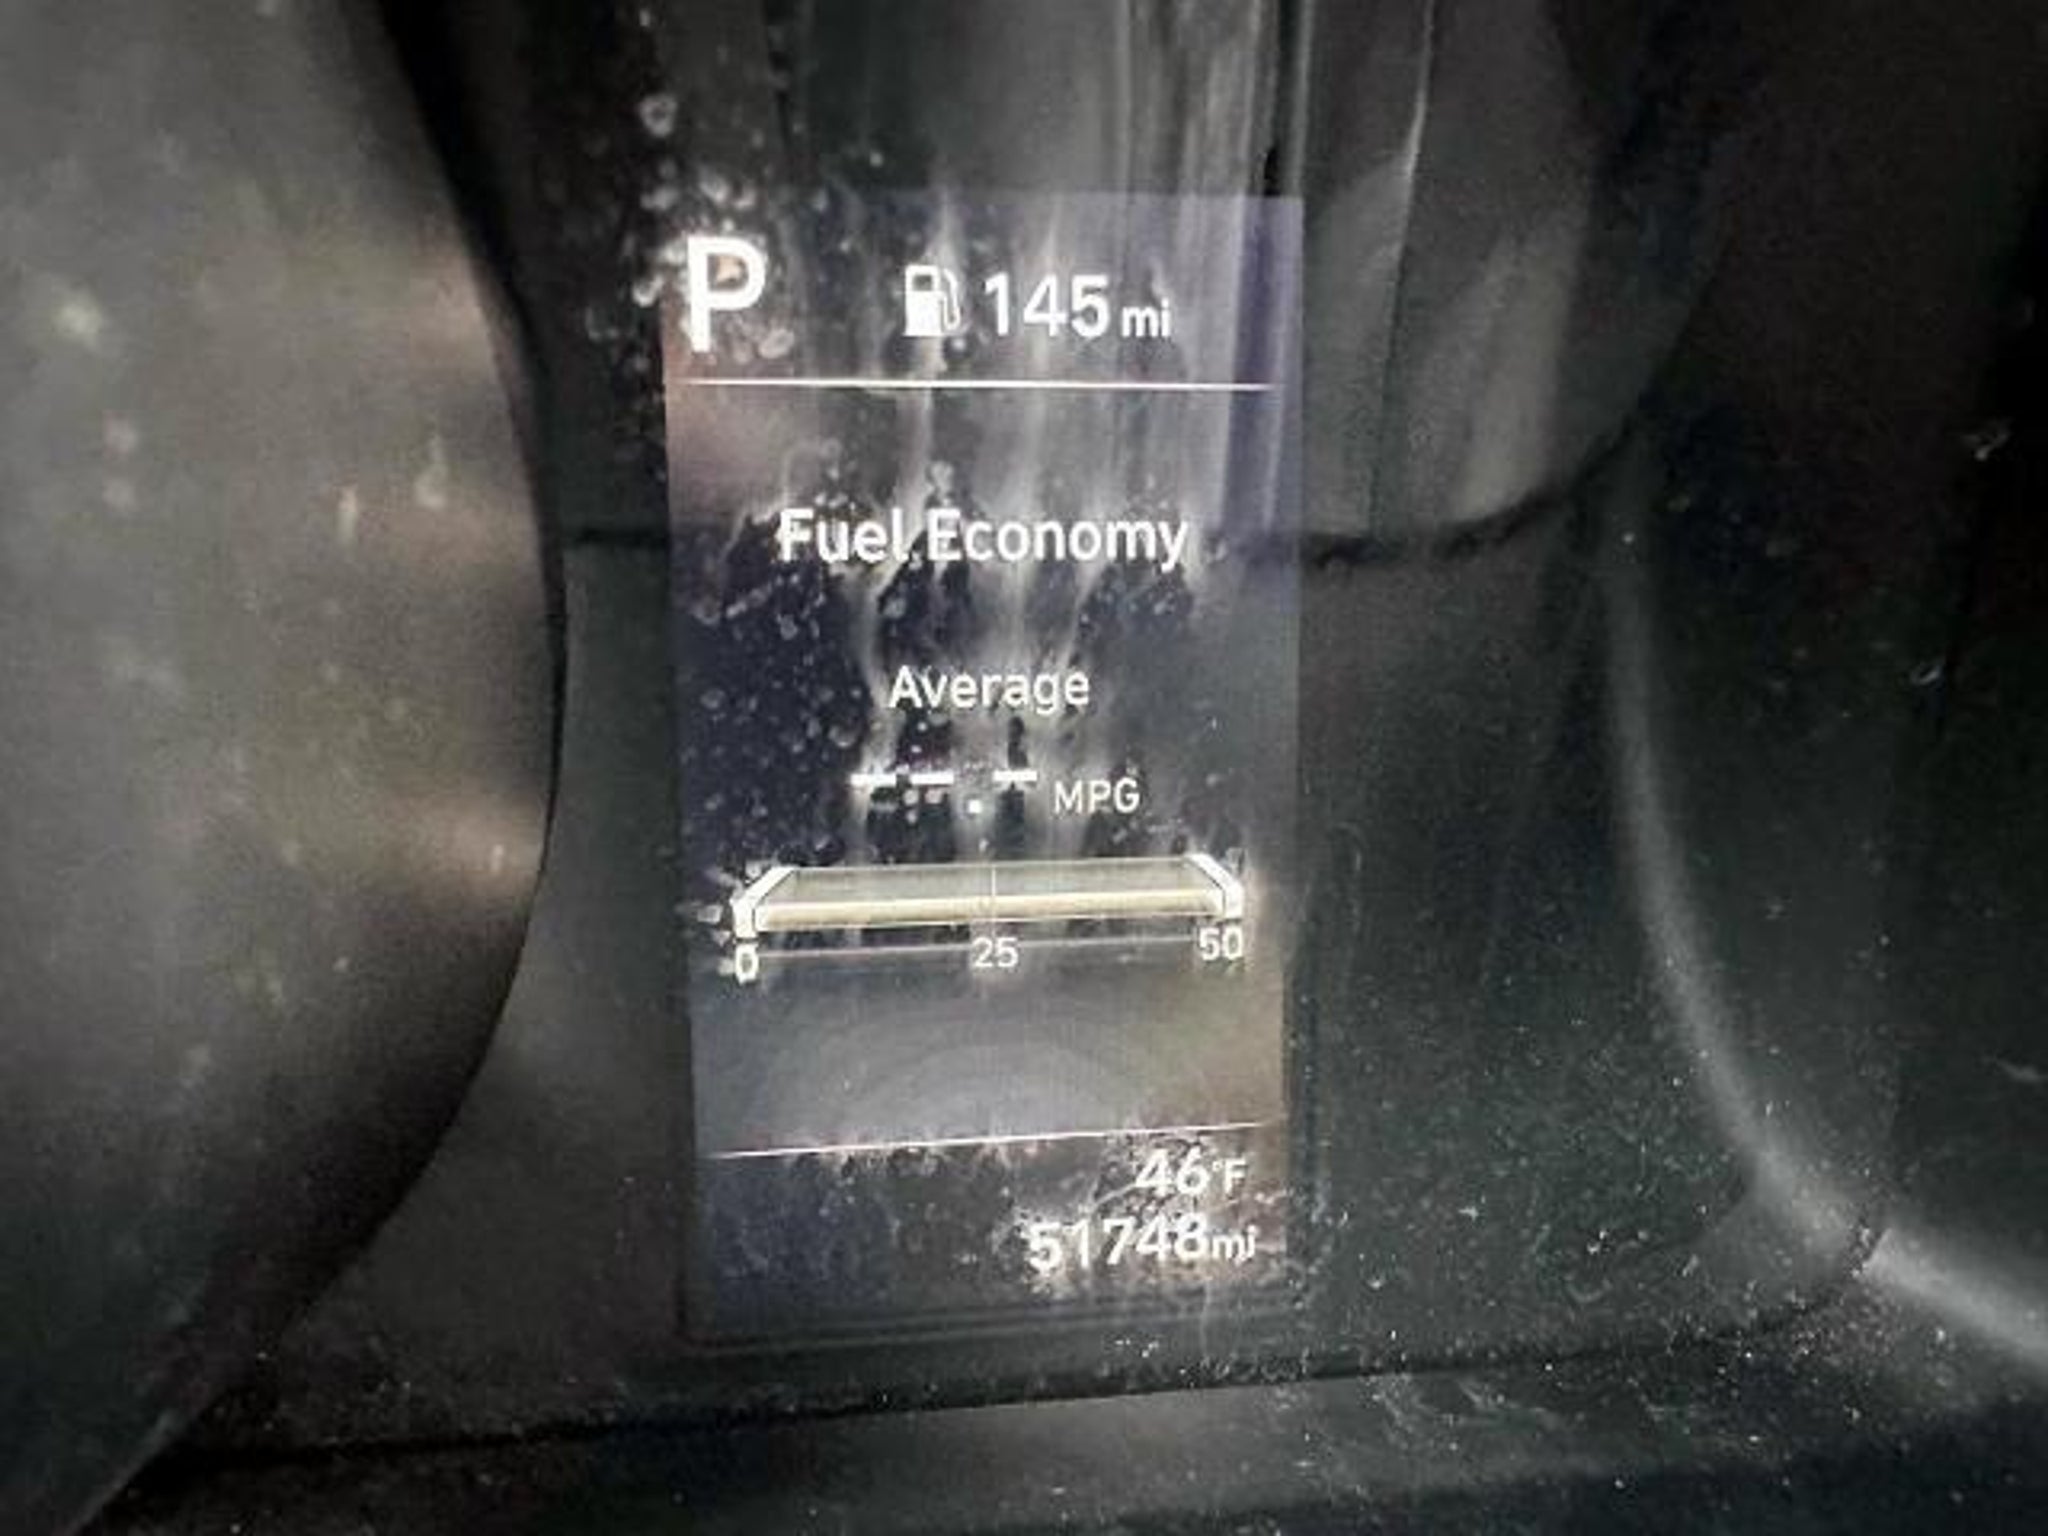 P 145 mi
Fuel Economy
Average
--.- MPG
0 25 50
46°F
51748 mi